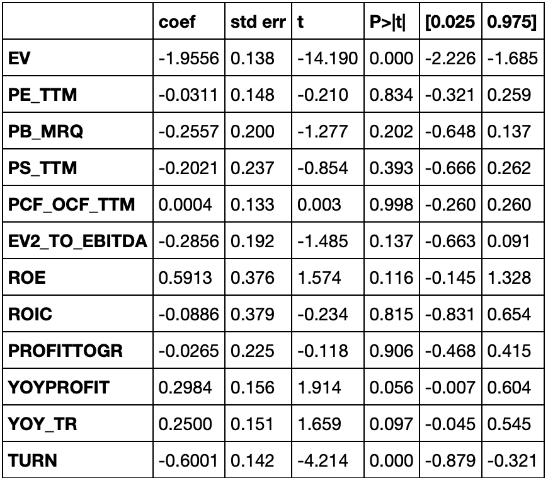 coef std err t P>|t| [0.025 0.975]
EV -1.9556 0.138 -14.190 0.000 -2.226 -1.685
PE_TTM -0.0311 0.148 -0.210 0.834 -0.321 0.259
PB_MRQ -0.2557 0.200 -1.277 0.202 -0.648 0.137
PS_TTM -0.2021 0.237 -0.854 0.393 -0.666 0.262
PCF_OCF_TTM 0.0004 0.133 0.003 0.998 -0.260 0.260
EV2_TO_EBITDA -0.2856 0.192 -1.485 0.137 -0.663 0.091
ROE 0.5913 0.376 1.574 0.116 -0.145 1.328
ROIC -0.0886 0.379 -0.234 0.815 -0.831 0.654
PROFITTOGR -0.0265 0.225 -0.118 0.906 -0.468 0.415
YOYPROFIT 0.2984 0.156 1.914 0.056 -0.007 0.604
YOY_TR 0.2500 0.151 1.659 0.097 -0.045 0.545
TURN -0.6001 0.142 -4.214 0.000 -0.879 -0.321